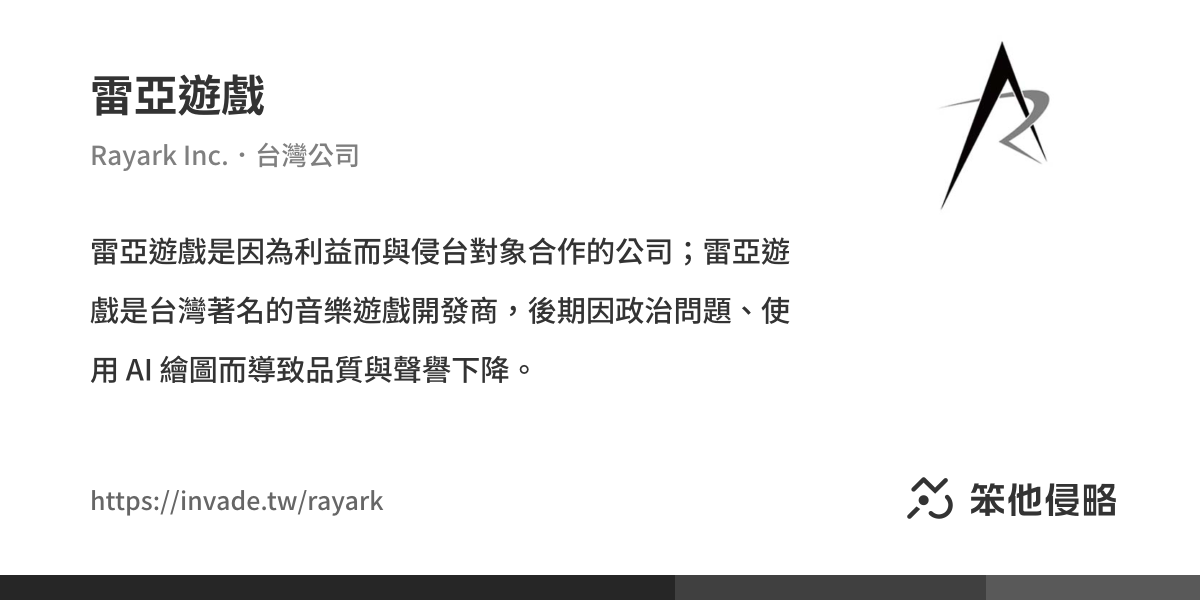 雷亞遊戲
Rayark Inc.・台灣公司
雷亞遊戲是因為利益而與侵台對象合作的公司；雷亞遊
戲是台灣著名的音樂遊戲開發商，後期因政治問題、使
用 AI 繪圖而導致品質與聲譽下降。
https://invade.tw/rayark
笨他侵略